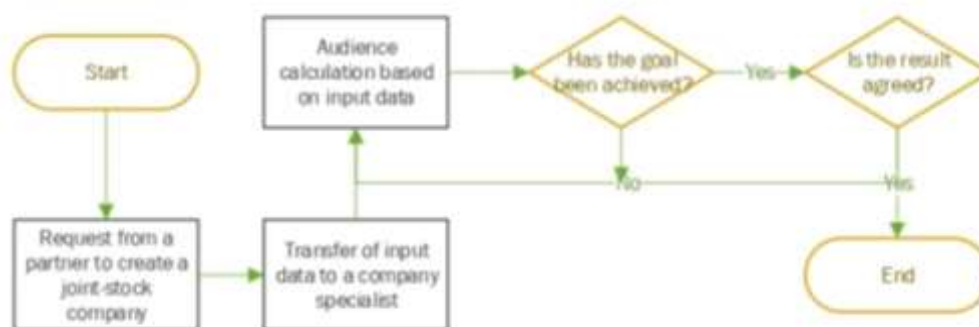 Start
Audience
calculation based
on input data
Has the goal
been achieved?
Yes
Is the result
agreed?
No
Yes
Request from a
partner to create a
joint-stock
company
Transfer of input
data to a company
specialist
End